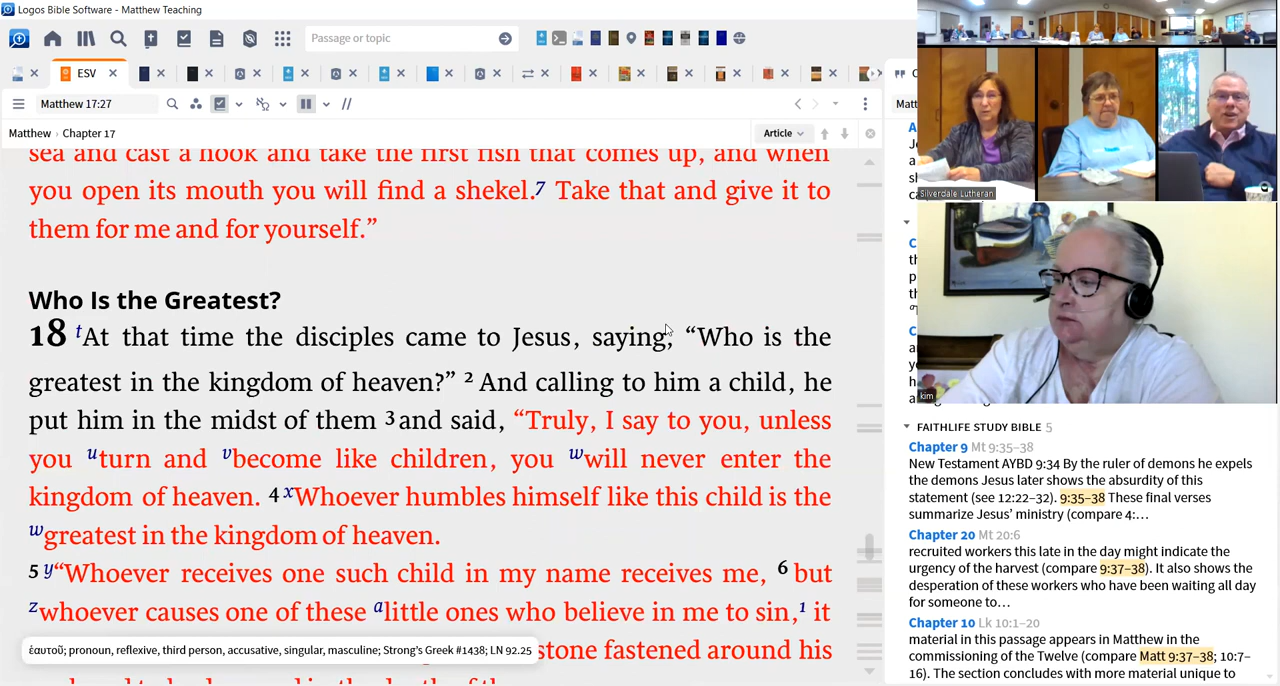 Logos Bible Software - Matthew Teaching
Passage or topic
ESV
Matthew 17:27
Matthew › Chapter 17
Article
sea and cast a hook and take the first fish that comes up, and when
you open its mouth you will find a shekel.7 Take that and give it to
them for me and for yourself.”
Who Is the Greatest?
18 tAt that time the disciples came to Jesus, saying, “Who is the
greatest in the kingdom of heaven?” 2 And calling to him a child, he
put him in the midst of them 3 and said, “Truly, I say to you, unless
you uturn and vbecome like children, you wwill never enter the
kingdom of heaven. 4 xWhoever humbles himself like this child is the
wgreatest in the kingdom of heaven.
5 y“Whoever receives one such child in my name receives me, 6 but
zwhoever causes one of these alittle ones who believe in me to sin,1 it
stone fastened around his
ἑαυτοῦ; pronoun, reflexive, third person, accusative, singular, masculine; Strong's Greek #1438; LN 92.25
Silverdale Lutheran
kim
FAITHLIFE STUDY BIBLE 5
Chapter 9 Mt 9:35–38
New Testament AYBD 9:34 By the ruler of demons he expels
the demons Jesus later shows the absurdity of this
statement (see 12:22–32). 9:35–38 These final verses
summarize Jesus’ ministry (compare 4:…
Chapter 20 Mt 20:6
recruited workers this late in the day might indicate the
urgency of the harvest (compare 9:37–38). It also shows the
desperation of these workers who have been waiting all day
for someone to…
Chapter 10 Lk 10:1–20
material in this passage appears in Matthew in the
commissioning of the Twelve (compare Matt 9:37–38; 10:7–
16). The section concludes with more material unique to